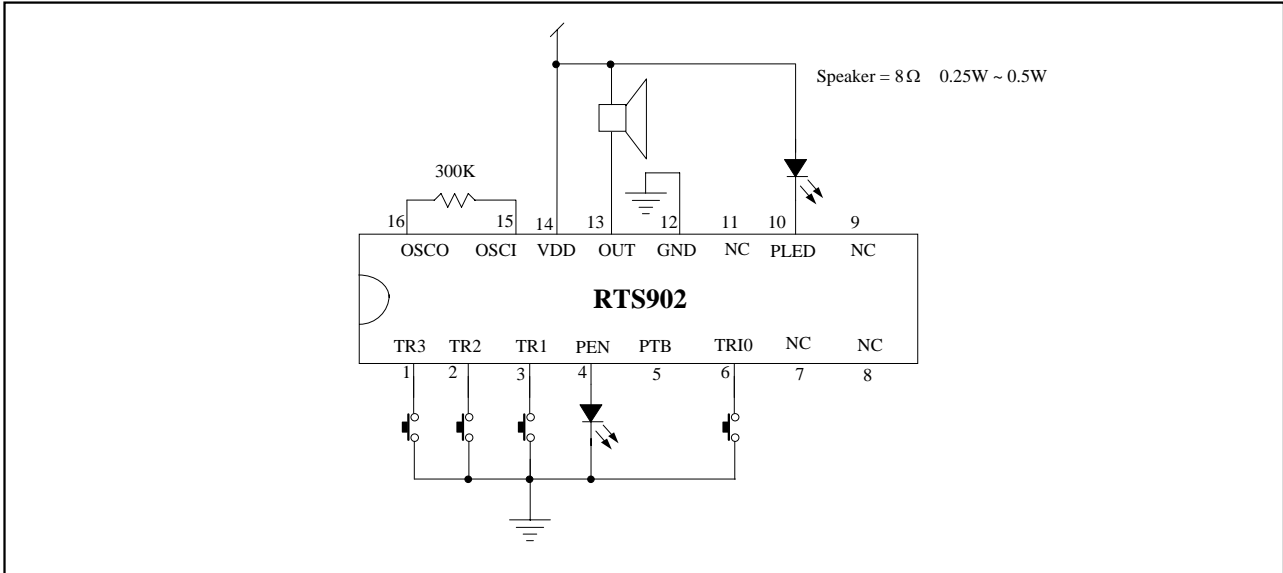 Speaker = 8Ω 0.25W ~ 0.5W
300K
16 15 14 13 12 11 10 9
OSCO OSCI VDD OUT GND NC PLED NC
RTS902
TR3 TR2 TR1 PEN PTB TRI0 NC NC
1 2 3 4 5 6 7 8